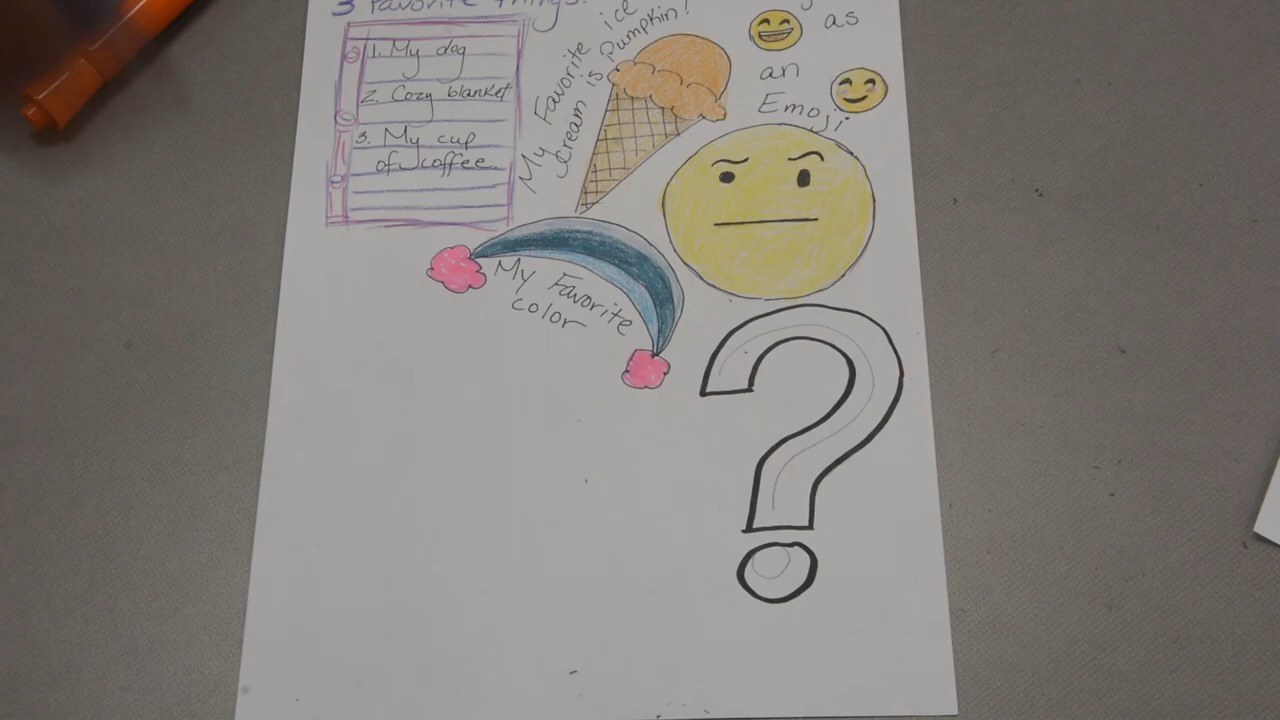 3 Favorite things:
1. My dog
2. Cozy blanket
3. My cup
of coffee.
My Favorite ice
cream is Pumpkin!
as
an
Emoji
My Favorite
color
?